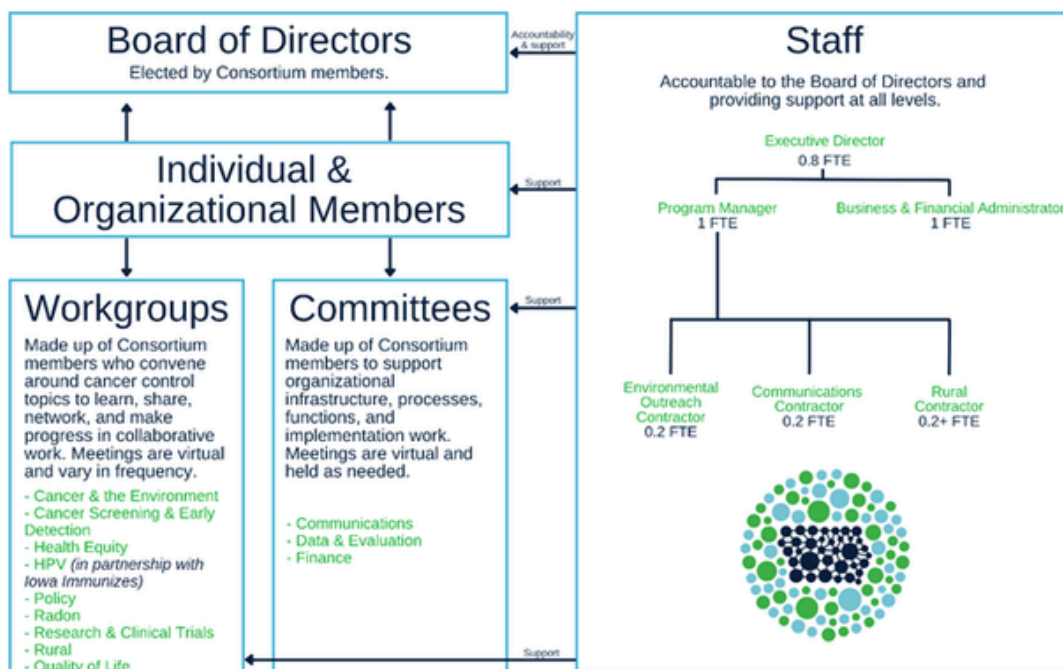 Board of Directors
Elected by Consortium members.
Accountability
& support
Individual &
Organizational Members
Support
Workgroups
Made up of Consortium
members who convene
around cancer control
topics to learn, share,
network, and make
progress in collaborative
work. Meetings are virtual
and vary in frequency.
- Cancer & the Environment
- Cancer Screening & Early
Detection
- Health Equity
- HPV (in partnership with
Iowa Immunizes)
- Policy
- Radon
- Research & Clinical Trials
- Rural
- Quality of Life
Committees
Made up of Consortium
members to support
organizational
infrastructure, processes,
functions, and
implementation work.
Meetings are virtual and
held as needed.
- Communications
- Data & Evaluation
- Finance
Support
Support
Staff
Accountable to the Board of Directors and
providing support at all levels.
Executive Director
0.8 FTE
Program Manager
1 FTE
Business & Financial Administrator
1 FTE
Environmental
Outreach
Contractor
0.2 FTE
Communications
Contractor
0.2 FTE
Rural
Contractor
0.2+ FTE